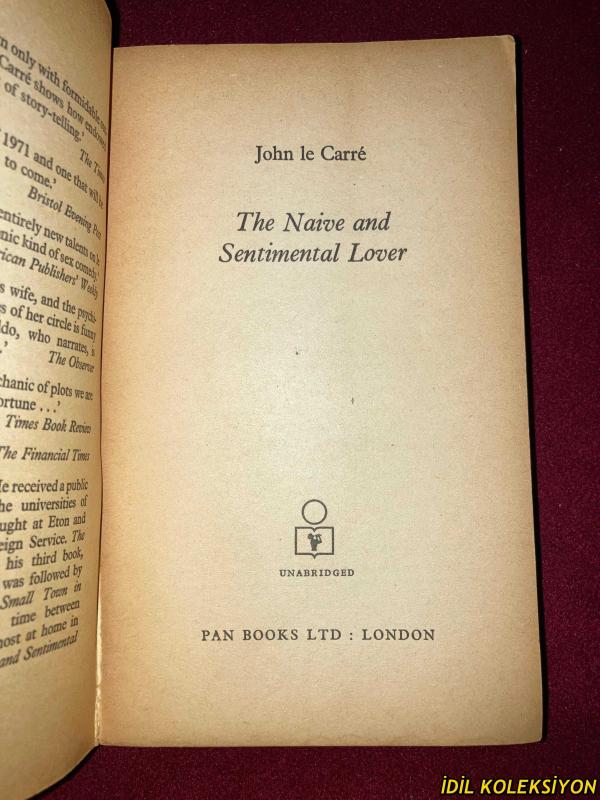 n only with formidable
Carré shows how
of story-telling.'
The Times
1971 and one that will be
to come.'
Bristol Evening Post
entirely new talents on
nic kind of sex comedy.'
rican Publishers' Weekly
s wife, and the psychi-
es of her circle is funny
ldo, who narrates, is
.'
The Observer
chanic of plots we are
ortune . . .'
Times Book Review
The Financial Times
He received a public
the universities of
ught at Eton and
eign Service. The
his third book,
was followed by
Small Town in
time between
most at home in
and Sentimental
John le Carré
The Naive and
Sentimental Lover
UNABRIDGED
PAN BOOKS LTD : LONDON
İDİL KOLEKSİYON